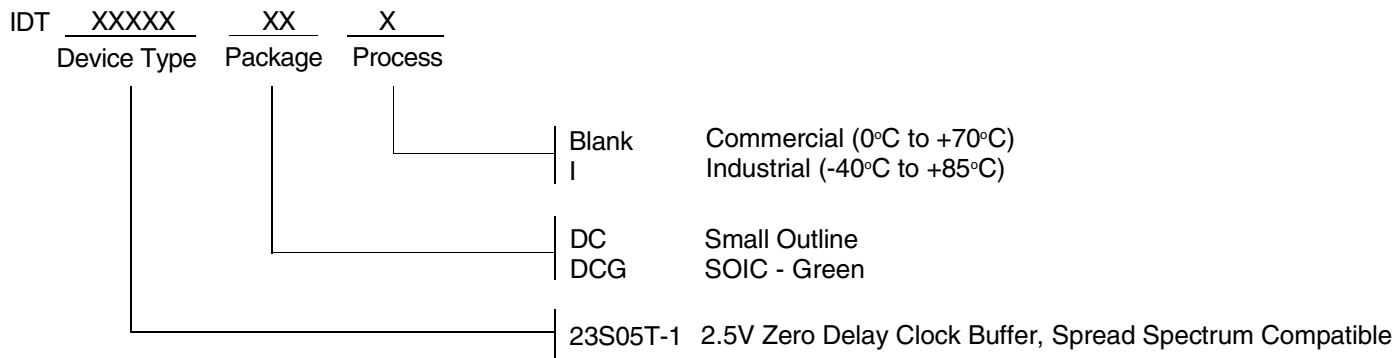 IDT XXXXX XX X
Device Type Package Process
Blank Commercial (0°C to +70°C)
I Industrial (-40°C to +85°C)
DC Small Outline
DCG SOIC - Green
23S05T-1 2.5V Zero Delay Clock Buffer, Spread Spectrum Compatible